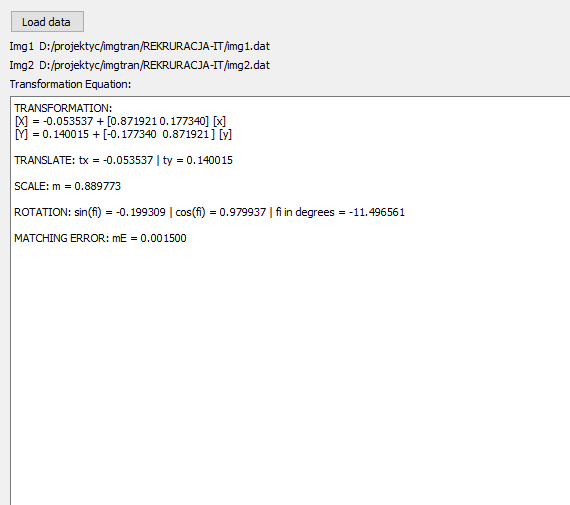 Load data
Img1 D:/projektyc/imgtran/REKRURACJA-IT/img1.dat
Img2 D:/projektyc/imgtran/REKRURACJA-IT/img2.dat
Transformation Equation:
TRANSFORMATION:
[X] = -0.053537 + [0.871921 0.177340] [x]
[Y] = 0.140015 + [-0.177340 0.871921 ] [y]
TRANSLATE: tx = -0.053537 | ty = 0.140015
SCALE: m = 0.889773
ROTATION: sin(fi) = -0.199309 | cos(fi) = 0.979937 | fi in degrees = -11.496561
MATCHING ERROR: mE = 0.001500